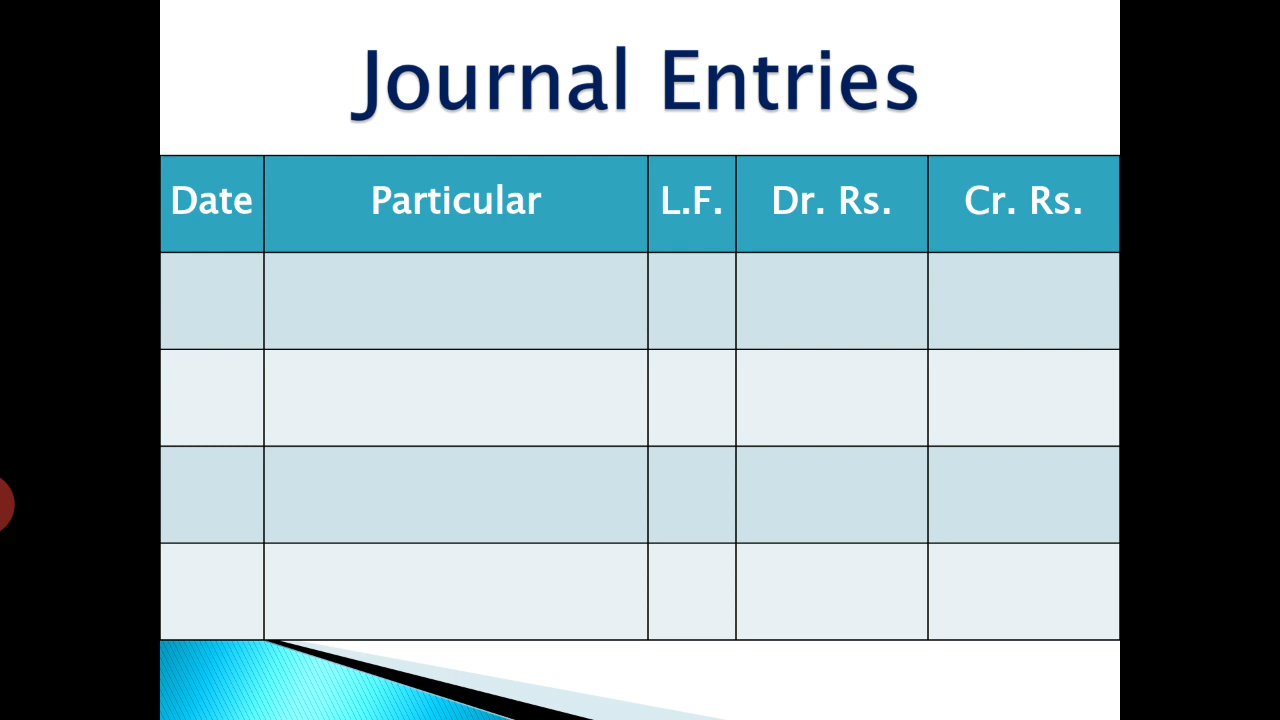 Journal Entries
Date Particular L.F. Dr. Rs. Cr. Rs.